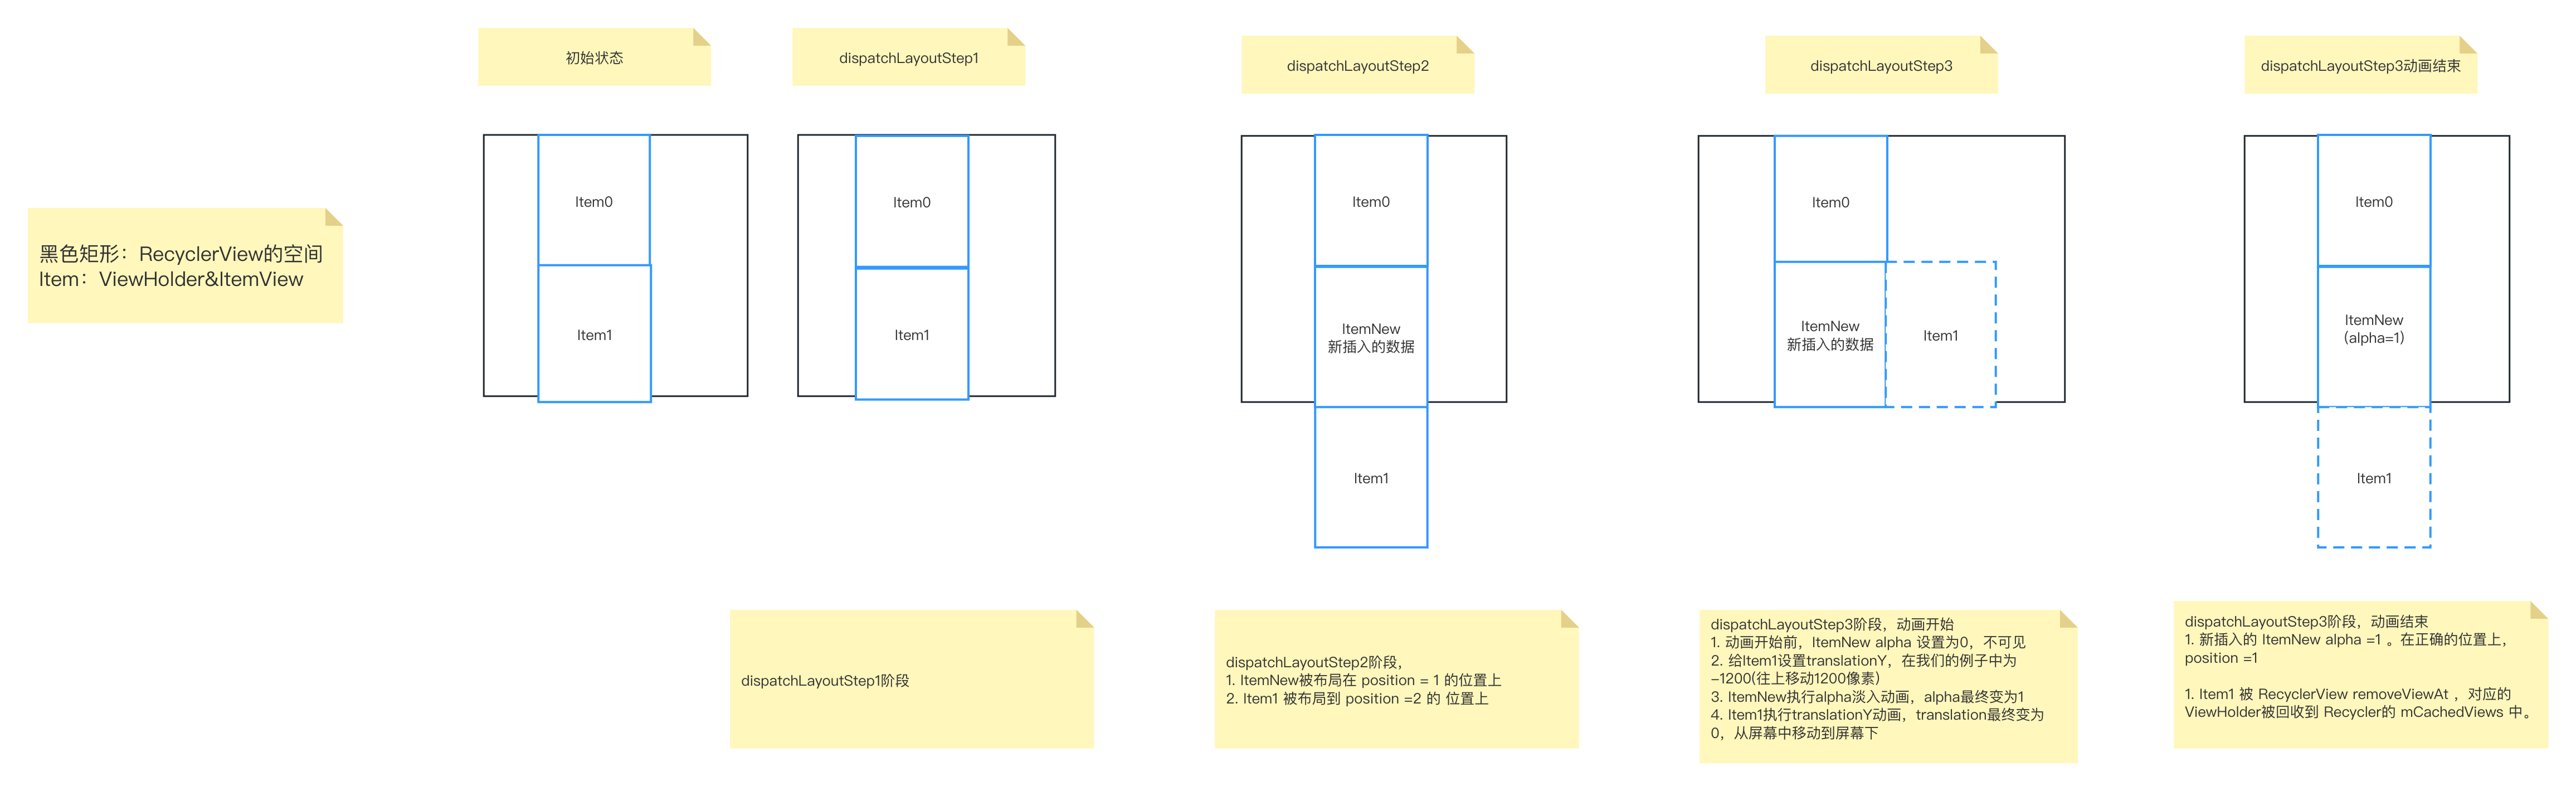 初始状态
dispatchLayoutStep1
dispatchLayoutStep2
dispatchLayoutStep3
dispatchLayoutStep3动画结束
黑色矩形：RecyclerView的空间
Item：ViewHolder&ItemView
Item0
Item1
Item0
Item1
Item0
ItemNew
新插入的数据
Item1
Item0
ItemNew
新插入的数据
Item1
Item0
ItemNew
(alpha=1)
Item1
dispatchLayoutStep1阶段
dispatchLayoutStep2阶段，
1. ItemNew被布局在 position = 1 的位置上
2. Item1 被布局到 position =2 的 位置上
dispatchLayoutStep3阶段，动画开始
1. 动画开始前，ItemNew alpha 设置为0，不可见
2. 给Item1设置translationY，在我们的例子中为
-1200(往上移动1200像素)
3. ItemNew执行alpha淡入动画，alpha最终变为1
4. Item1执行translationY动画，translation最终变为
0，从屏幕中移动到屏幕下
dispatchLayoutStep3阶段，动画结束
1. 新插入的 ItemNew alpha =1 。在正确的位置上，
position =1
1. Item1 被 RecyclerView removeViewAt ，对应的
ViewHolder被回收到 Recycler的 mCachedViews 中。